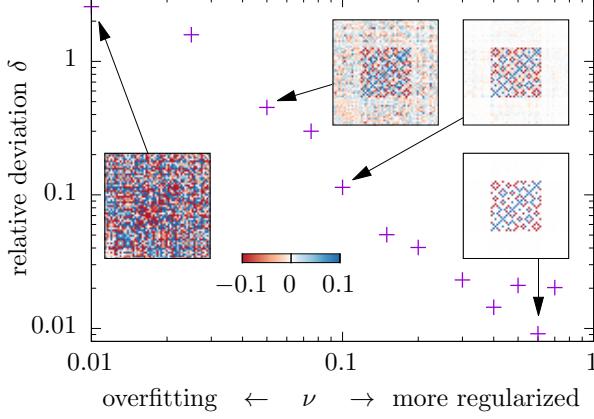 relative deviation δ
1
0.1
0.01
−0.1 0 0.1
0.01 0.1 1
overfitting ← ν → more regularized